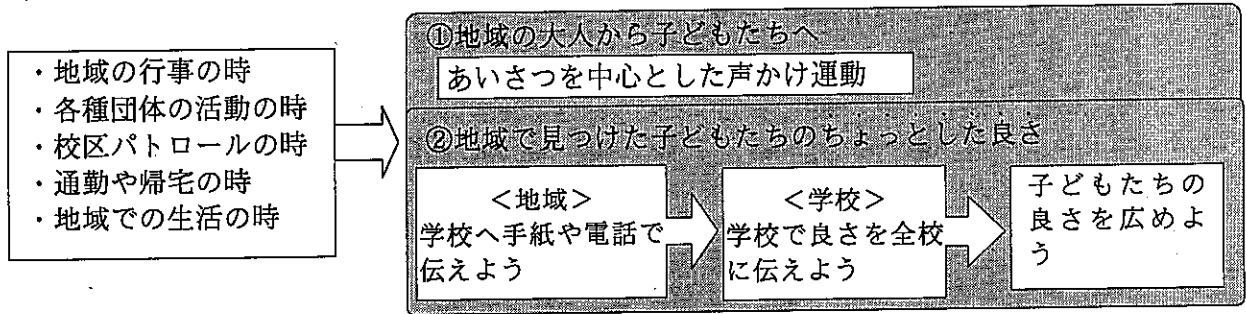 ・地域の行事の時
・各種団体の活動の時
・校区パトロールの時
・通勤や帰宅の時
・地域での生活の時
①地域の大人から子どもたちへ
あいさつを中心とした声かけ運動
②地域で見つけた子どもたちのちょっとした良さ
＜地域＞
学校へ手紙や電話で
伝えよう
＜学校＞
学校で良さを全校
に伝えよう
子どもたちの
良さを広めよ
う